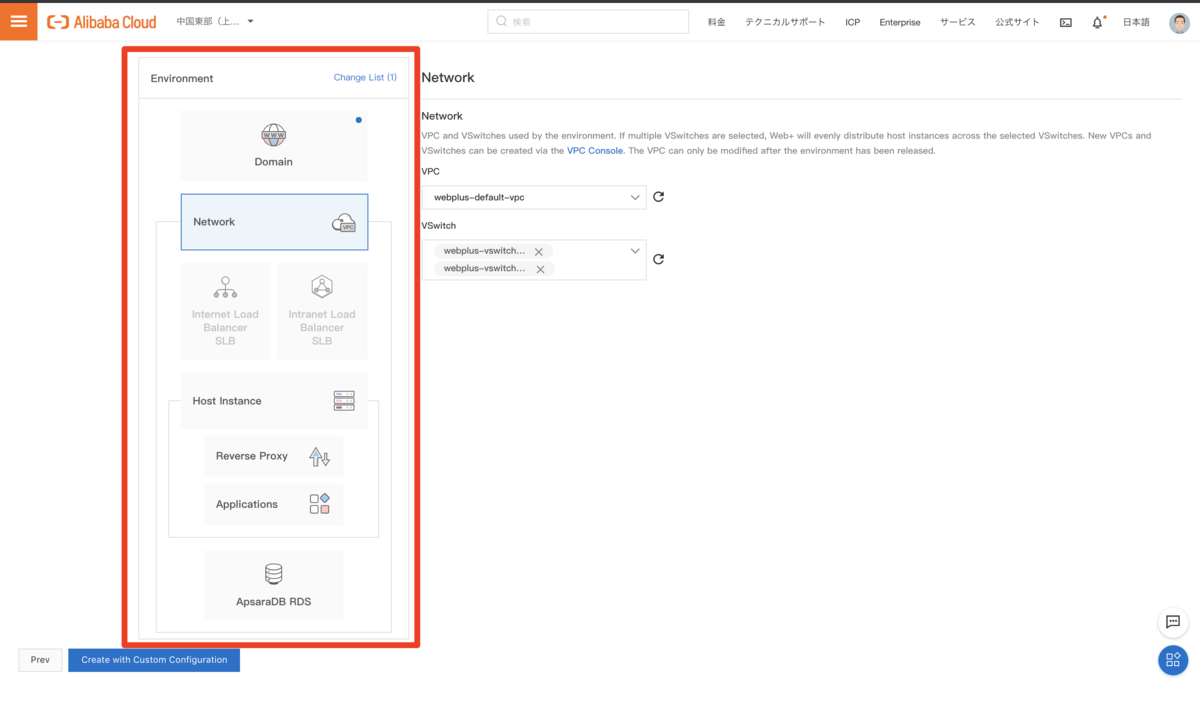 Alibaba Cloud
中国東部（上...
検索
料金
テクニカルサポート
ICP
Enterprise
サービス
公式サイト
日本語
Environment
Change List (1)
WWW
Domain
Network
VPC
Internet Load
Balancer
SLB
Intranet Load
Balancer
SLB
Host Instance
Reverse Proxy
Applications
ApsaraDB RDS
Network
Network
VPC and VSwitches used by the environment. If multiple VSwitches are selected, Web+ will evenly distribute host instances across the selected VSwitches. New VPCs and
VSwitches can be created via the VPC Console. The VPC can only be modified after the environment has been released.
VPC
webplus-default-vpc
VSwitch
webplus-vswitch...
webplus-vswitch...
Prev
Create with Custom Configuration